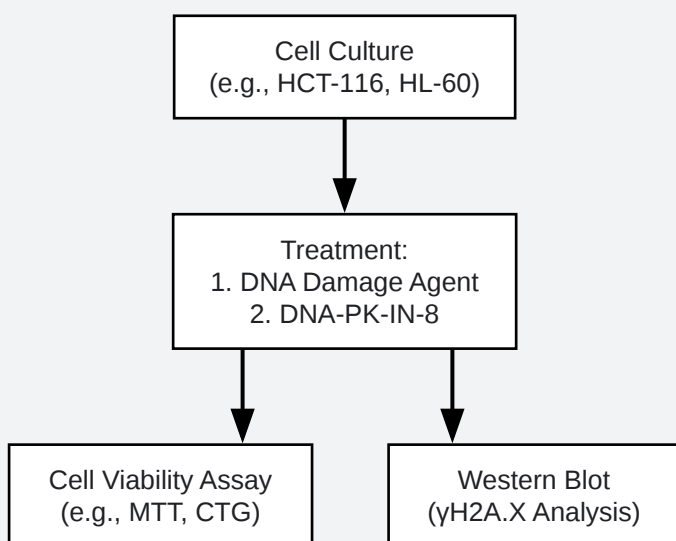 Cell Culture
(e.g., HCT-116, HL-60)
Treatment:
1. DNA Damage Agent
2. DNA-PK-IN-8
Cell Viability Assay
(e.g., MTT, CTG)
Western Blot
(γH2A.X Analysis)